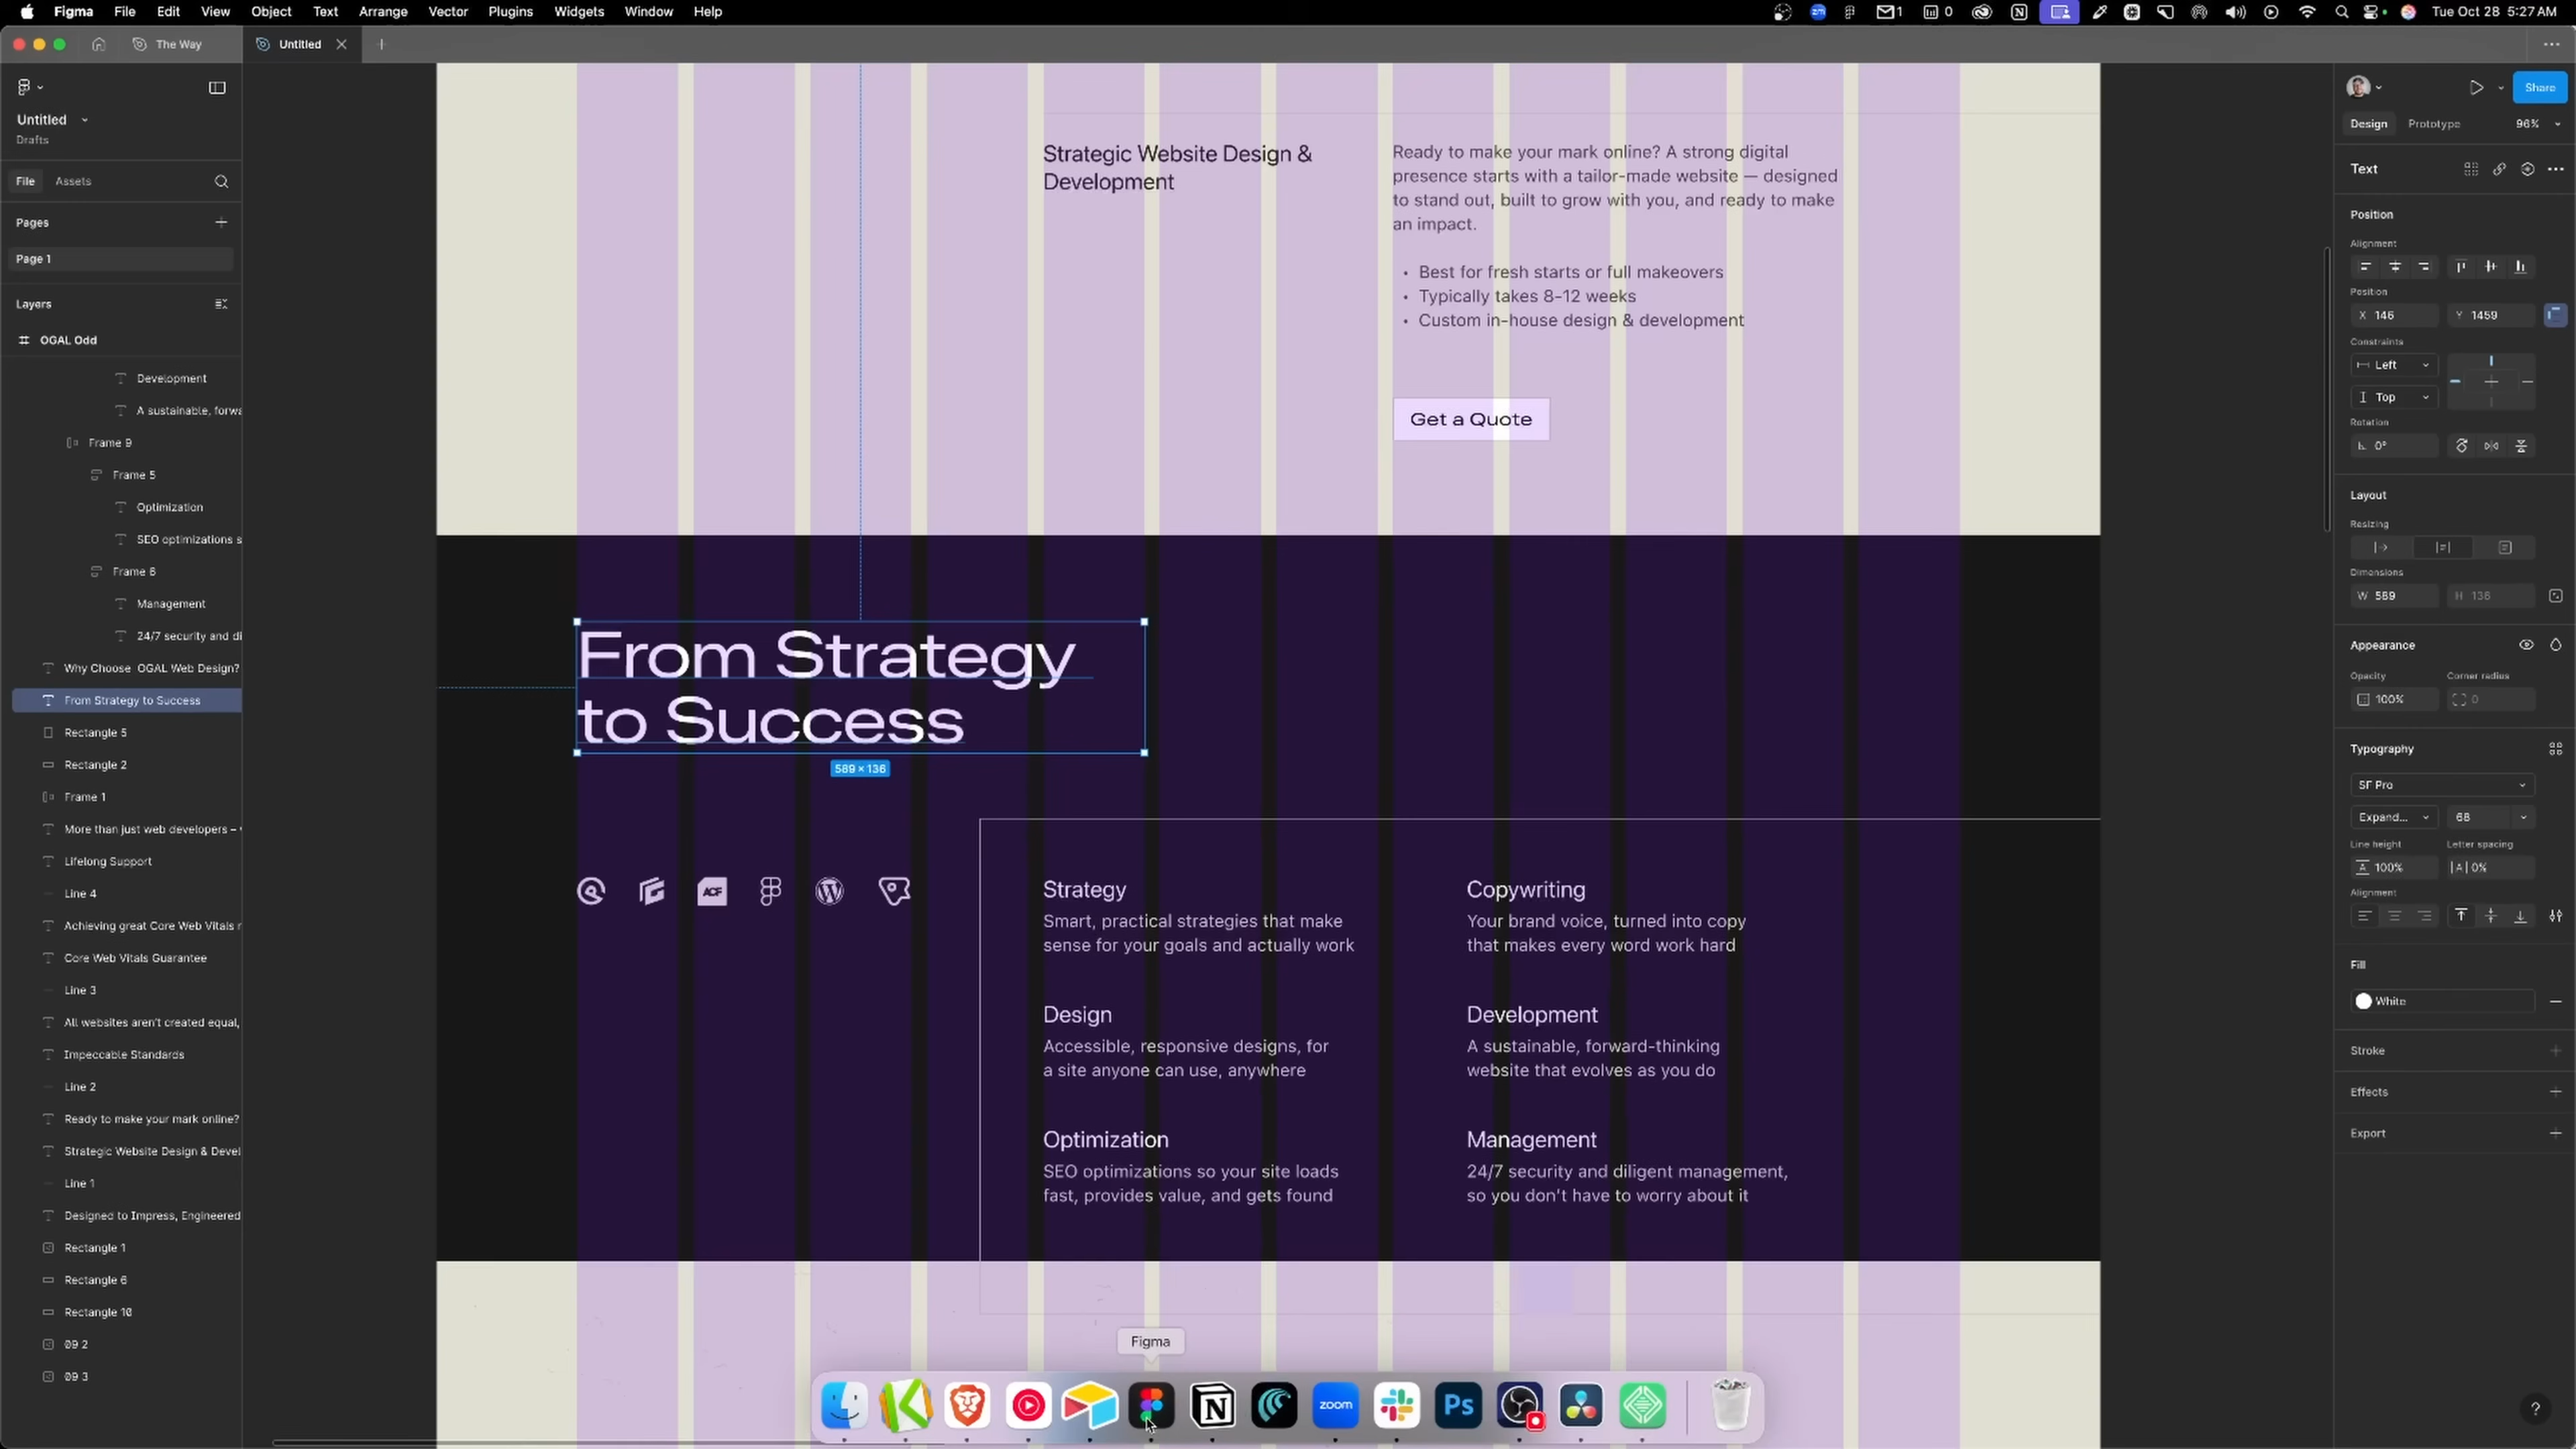 Figma File Edit View Object Text Arrange Vector Plugins Widgets Window Help
1
0
Tue Oct 28 5:27 AM
The Way
Untitled
Untitled
Drafts
File Assets
Pages
Page 1
Layers
OGAL Odd
Development
A sustainable, forwa
Frame 9
Frame 5
Optimization
SEO optimizations s
Frame 6
Management
24/7 security and di
Why Choose OGAL Web Design?
From Strategy to Success
Rectangle 5
Rectangle 2
Frame 1
More than just web developers –
Lifelong Support
Line 4
Achieving great Core Web Vitals r
Core Web Vitals Guarantee
Line 3
All websites aren't created equal,
Impeccable Standards
Line 2
Ready to make your mark online?
Strategic Website Design & Devel
Line 1
Designed to Impress, Engineered
Rectangle 1
Rectangle 6
Rectangle 10
09 2
09 3
Strategic Website Design &
Development
Ready to make your mark online? A strong digital
presence starts with a tailor-made website — designed
to stand out, built to grow with you, and ready to make
an impact.
• Best for fresh starts or full makeovers
• Typically takes 8-12 weeks
• Custom in-house design & development
Get a Quote
From Strategy
to Success
589 × 136
ACF
Strategy
Smart, practical strategies that make
sense for your goals and actually work
Copywriting
Your brand voice, turned into copy
that makes every word work hard
Design
Accessible, responsive designs, for
a site anyone can use, anywhere
Development
A sustainable, forward-thinking
website that evolves as you do
Optimization
SEO optimizations so your site loads
fast, provides value, and gets found
Management
24/7 security and diligent management,
so you don't have to worry about it
Figma
zoom
Ps
Share
Design Prototype 96%
Text
Position
Alignment
Position
X 146 Y 1459
Constraints
Left
Top
Rotation
0°
Layout
Resizing
Dimensions
W 589 H 136
Appearance
Opacity Corner radius
100% 0
Typography
SF Pro
Expand... 68
Line height Letter spacing
100% |A| 0%
Alignment
Fill
White
Stroke
Effects
Export
?